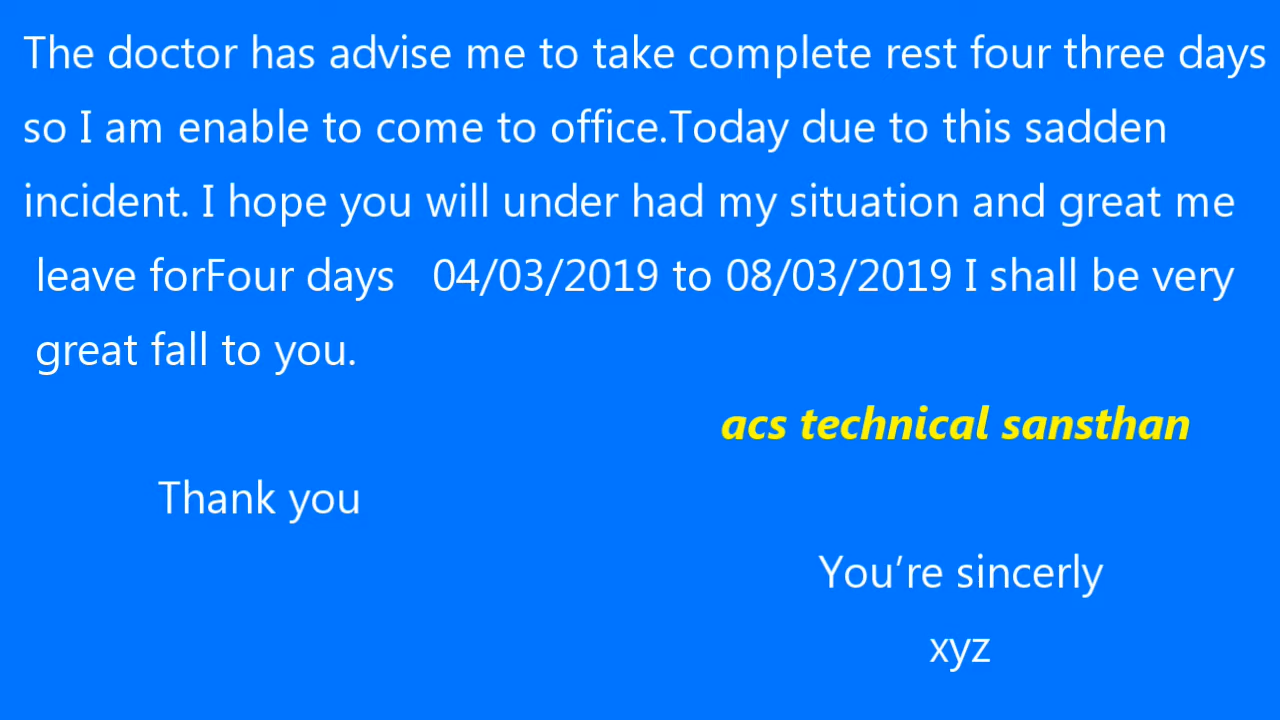 The doctor has advise me to take complete rest four three days
so I am enable to come to office.Today due to this sadden
incident. I hope you will under had my situation and great me
leave forFour days 04/03/2019 to 08/03/2019 I shall be very
great fall to you.
acs technical sansthan
Thank you
You’re sincerly
xyz